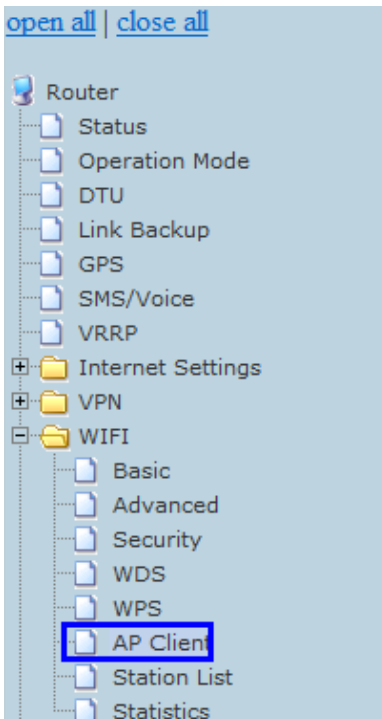 open all | close all
Router
Status
Operation Mode
DTU
Link Backup
GPS
SMS/Voice
VRRP
Internet Settings
VPN
WIFI
Basic
Advanced
Security
WDS
WPS
AP Client
Station List
Statistics